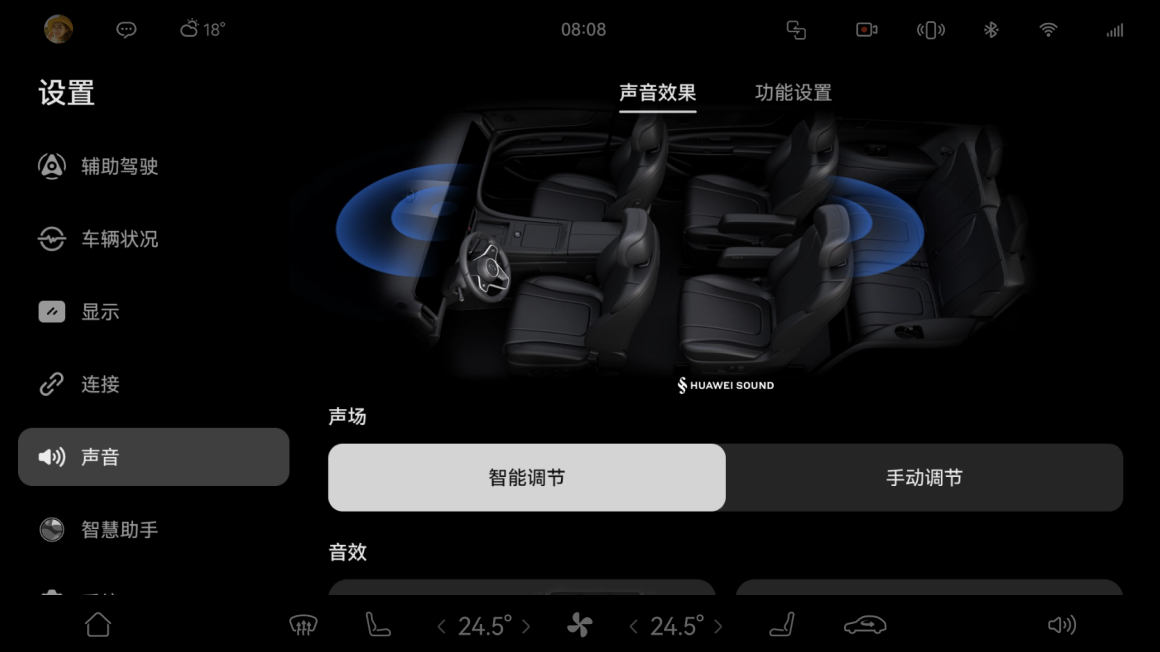 18°
08:08
设置
声音效果
功能设置
辅助驾驶
车辆状况
显示
连接
声音
智慧助手
HUAWEI SOUND
声场
智能调节
手动调节
音效
24.5°
24.5°